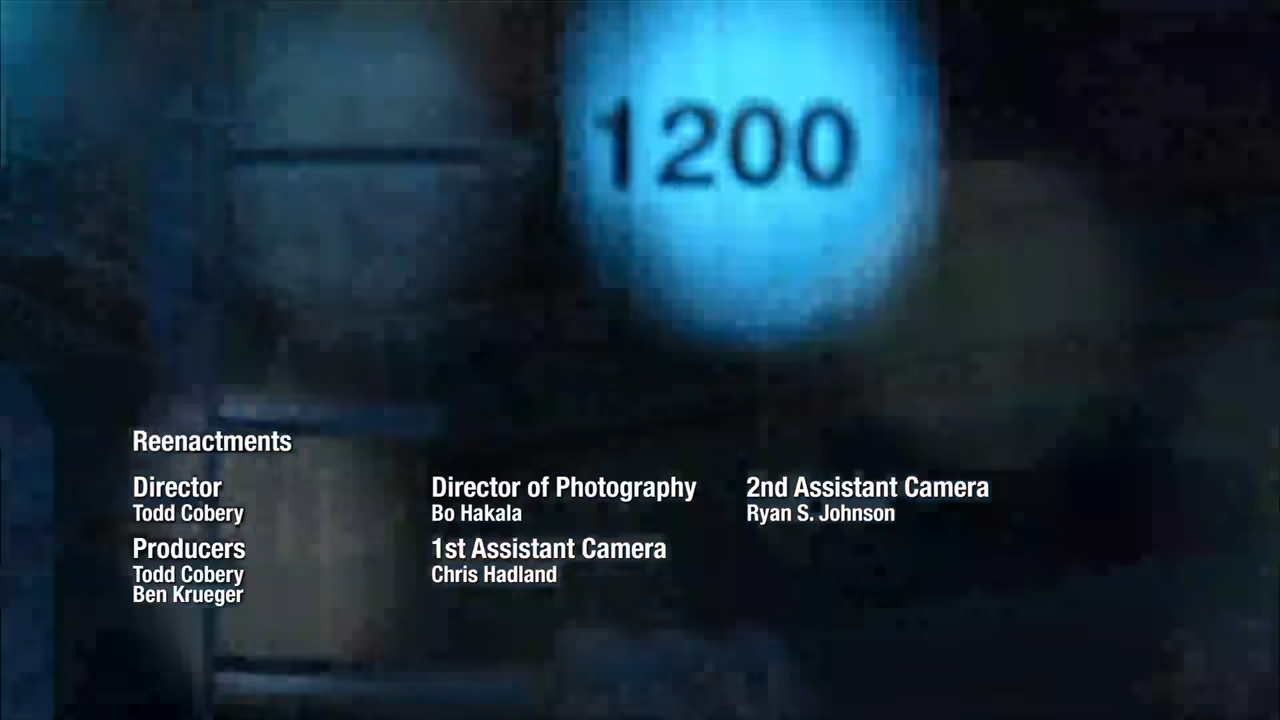 1200
Reenactments
Director
Todd Cobery
Producers
Todd Cobery
Ben Krueger
Director of Photography
Bo Hakala
1st Assistant Camera
Chris Hadland
2nd Assistant Camera
Ryan S. Johnson